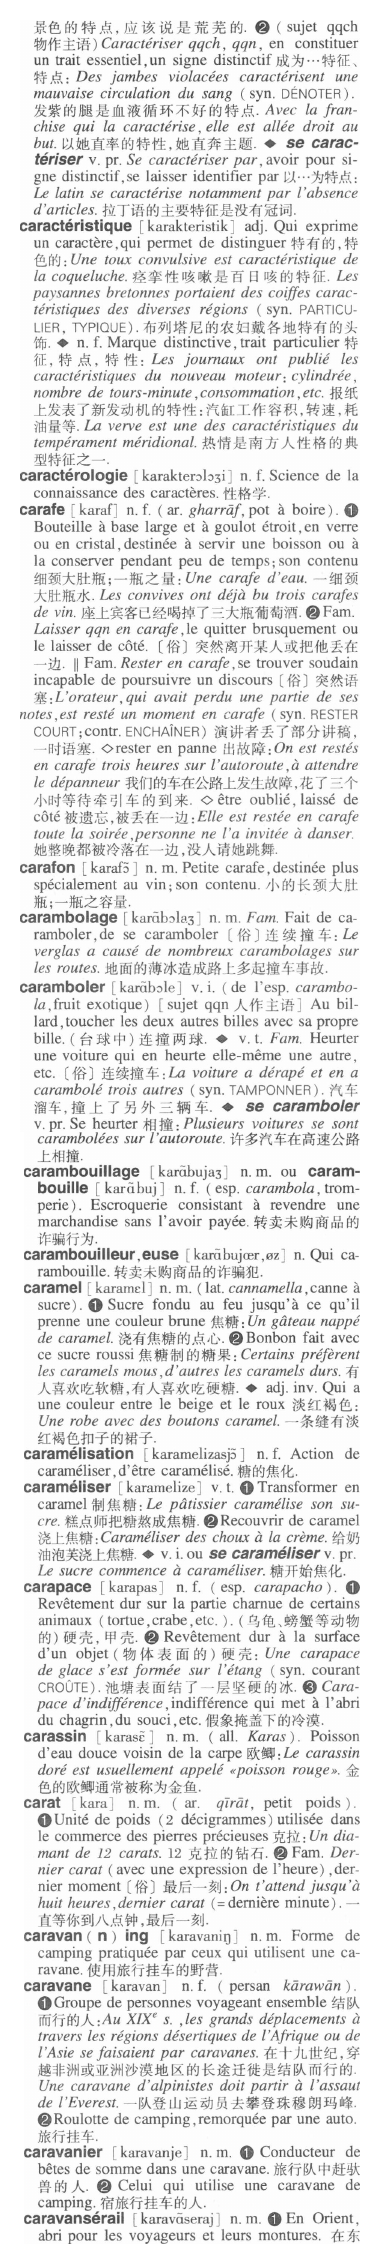 景色的特点, 应该说是荒芜的. ❷ ( sujet qqch
物作主语) Caractériser qqch, qqn, en constituer
un trait essentiel, un signe distinctif 成为…特征、
特点: Des jambes violacées caractérisent une
mauvaise circulation du sang ( syn. DÉNOTER ).
发紫的腿是血液循环不好的特点. Avec la fran-
chise qui la caractérise, elle est allée droit au
but. 以她直率的特性, 她直奔主题. ◆ se carac-
tériser v. pr. Se caractériser par, avoir pour si-
gne distinctif, se laisser identifier par 以…为特点:
Le latin se caractérise notamment par l'absence
d'articles. 拉丁语的主要特征是没有冠词.
caractéristique [ karakteristik ] adj. Qui exprime
un caractère, qui permet de distinguer 特有的, 特
色的: Une toux convulsive est caractéristique de
la coqueluche. 痉挛性咳嗽是百日咳的特征. Les
paysannes bretonnes portaient des coiffes carac-
téristiques des diverses régions ( syn. PARTICU-
LIER, TYPIQUE ). 布列塔尼的农妇戴各地特有的头
饰. ◆ n. f. Marque distinctive, trait particulier 特
征, 特点, 特性: Les journaux ont publié les
caractéristiques du nouveau moteur: cylindrée,
nombre de tours-minute, consommation, etc. 报纸
上发表了新发动机的特性: 汽缸工作容积, 转速, 耗
油量等. La verve est une des caractéristiques du
tempérament méridional. 热情是南方人性格的典
型特征之一.
caractérologie [ karakterɔlɔʒi ] n. f. Science de la
connaissance des caractères. 性格学.
carafe [ karaf ] n. f. ( ar. gharrāf, pot à boire ). ❶
Bouteille à base large et à goulot étroit, en verre
ou en cristal, destinée à servir une boisson ou à
la conserver pendant peu de temps; son contenu
细颈大肚瓶; 一瓶之量: Une carafe d'eau. 一细颈
大肚瓶水. Les convives ont déjà bu trois carafes
de vin. 座上宾客已经喝掉了三大瓶葡萄酒. ❷ Fam.
Laisser qqn en carafe, le quitter brusquement ou
le laisser de côté. 〔俗〕突然离开某人或把他丢在
一边. ‖ Fam. Rester en carafe, se trouver soudain
incapable de poursuivre un discours 〔俗〕突然语
塞: L'orateur, qui avait perdu une partie de ses
notes, est resté un moment en carafe ( syn. RESTER
COURT; contr. ENCHAÎNER ) 演讲者丢了部分讲稿,
一时语塞. ◇ rester en panne 出故障: On est restés
en carafe trois heures sur l'autoroute, à attendre
le dépanneur 我们的车在公路上发生故障, 花了三个
小时等待牵引车的到来. ◇ être oublié, laissé de
côté 被遗忘, 被丢在一边: Elle est restée en carafe
toute la soirée, personne ne l'a invitée à danser.
她整晚都被冷落在一边, 没人请她跳舞.
carafon [ karafɔ̃ ] n. m. Petite carafe, destinée plus
spécialement au vin; son contenu. 小的长颈大肚
瓶; 一瓶之容量.
carambolage [ karɑ̃bɔlaʒ ] n. m. Fam. Fait de ca-
ramboler, de se caramboler 〔俗〕连续撞车: Le
verglas a causé de nombreux carambolages sur
les routes. 地面的薄冰造成路上多起撞车事故.
caramboler [ karɑ̃bɔle ] v. i. ( de l'esp. carambo-
la, fruit exotique ) [ sujet qqn 人作主语 ] Au bil-
lard, toucher les deux autres billes avec sa propre
bille. (台球中) 连撞两球. ◆ v. t. Fam. Heurter
une voiture qui en heurte elle-même une autre,
etc. 〔俗〕连续撞车: La voiture a dérapé et en a
carambolé trois autres ( syn. TAMPONNER ). 汽车
溜车, 撞上了另外三辆车. ◆ se caramboler
v. pr. Se heurter 相撞: Plusieurs voitures se sont
carambolées sur l'autoroute. 许多汽车在高速公路
上相撞.
carambouillage [ karɑ̃bujaʒ ] n. m. ou caram-
bouille [ karɑ̃buj ] n. f. ( esp. carambola, trom-
perie ). Escroquerie consistant à revendre une
marchandise sans l'avoir payée. 转卖未购商品的
诈骗行为.
carambouilleur, euse [ karɑ̃bujœr, øz ] n. Qui ca-
rambouille. 转卖未购商品的诈骗犯.
caramel [ karamɛl ] n. m. ( lat. cannamella, canne à
sucre ). ❶ Sucre fondu au feu jusqu'à ce qu'il
prenne une couleur brune 焦糖: Un gâteau nappé
de caramel. 浇有焦糖的点心. ❷ Bonbon fait avec
ce sucre roussi 焦糖制的糖果: Certains préfèrent
les caramels mous, d'autres les caramels durs. 有
人喜欢吃软糖, 有人喜欢吃硬糖. ◆ adj. inv. Qui a
une couleur entre le beige et le roux 淡红褐色:
Une robe avec des boutons caramel. 一条缝有淡
红褐色扣子的裙子.
caramélisation [ karamelizasjɔ̃ ] n. f. Action de
caraméliser, d'être caramélisé. 糖的焦化.
caraméliser [ karamelize ] v. t. ❶ Transformer en
caramel 制焦糖: Le pâtissier caramélise son su-
cre. 糕点师把糖熬成焦糖. ❷ Recouvrir de caramel
浇上焦糖: Caraméliser des choux à la crème. 给奶
油泡芙浇上焦糖. ◆ v. i. ou se caraméliser v. pr.
Le sucre commence à caraméliser. 糖开始焦化.
carapace [ karapas ] n. f. ( esp. carapacho ). ❶
Revêtement dur sur la partie charnue de certains
animaux ( tortue, crabe, etc. ). (乌龟、螃蟹等动物
的) 硬壳, 甲壳. ❷ Revêtement dur à la surface
d'un objet (物体表面的) 硬壳: Une carapace
de glace s'est formée sur l'étang ( syn. courant
CROÛTE ). 池塘表面结了一层坚硬的冰. ❸ Cara-
pace d'indifférence, indifférence qui met à l'abri
du chagrin, du souci, etc. 假象掩盖下的冷漠.
carassin [ karasɛ̃ ] n. m. ( all. Karas ). Poisson
d'eau douce voisin de la carpe 欧鲫: Le carassin
doré est usuellement appelé «poisson rouge». 金
色的欧鲫通常被称为金鱼.
carat [ kara ] n. m. ( ar. qīrāt, petit poids ).
❶ Unité de poids ( 2 décigrammes ) utilisée dans
le commerce des pierres précieuses 克拉: Un dia-
mant de 12 carats. 12 克拉的钻石. ❷ Fam. Der-
nier carat ( avec une expression de l'heure ), der-
nier moment 〔俗〕最后一刻: On t'attend jusqu'à
huit heures, dernier carat ( = dernière minute ). 一
直等你到八点钟, 最后一刻.
caravan ( n ) ing [ karavaniŋ ] n. m. Forme de
camping pratiquée par ceux qui utilisent une ca-
ravane. 使用旅行挂车的野营.
caravane [ karavan ] n. f. ( persan kārawān ).
❶ Groupe de personnes voyageant ensemble 结队
而行的人: Au XIXᵉ s. , les grands déplacements à
travers les régions désertiques de l'Afrique ou de
l'Asie se faisaient par caravanes. 在十九世纪, 穿
越非洲或亚洲沙漠地区的长途迁徙是结队而行的.
Une caravane d'alpinistes doit partir à l'assaut
de l'Everest. 一队登山运动员去攀登珠穆朗玛峰.
❷ Roulotte de camping, remorquée par une auto.
旅行挂车.
caravanier [ karavanje ] n. m. ❶ Conducteur de
bêtes de somme dans une caravane. 旅行队中赶驮
兽的人. ❷ Celui qui utilise une caravane de
camping. 宿旅行挂车的人.
caravansérail [ karavɑ̃seraj ] n. m. ❶ En Orient,
abri pour les voyageurs et leurs montures. 在东